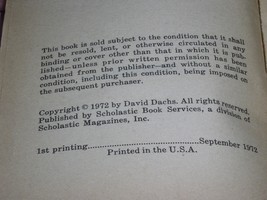 This book is sold subject to the condition that it shall
not be resold, lent, or otherwise circulated in any
binding or cover other than that in which it is pub-
lished—unless prior written permission has been
obtained from the publisher—and without a similar
condition, including this condition, being imposed on
the subsequent purchaser.
Copyright © 1972 by David Dachs. All rights reserved.
Published by Scholastic Book Services, a division of
Scholastic Magazines, Inc.
1st printing..............................September 1972
Printed in the U.S.A.